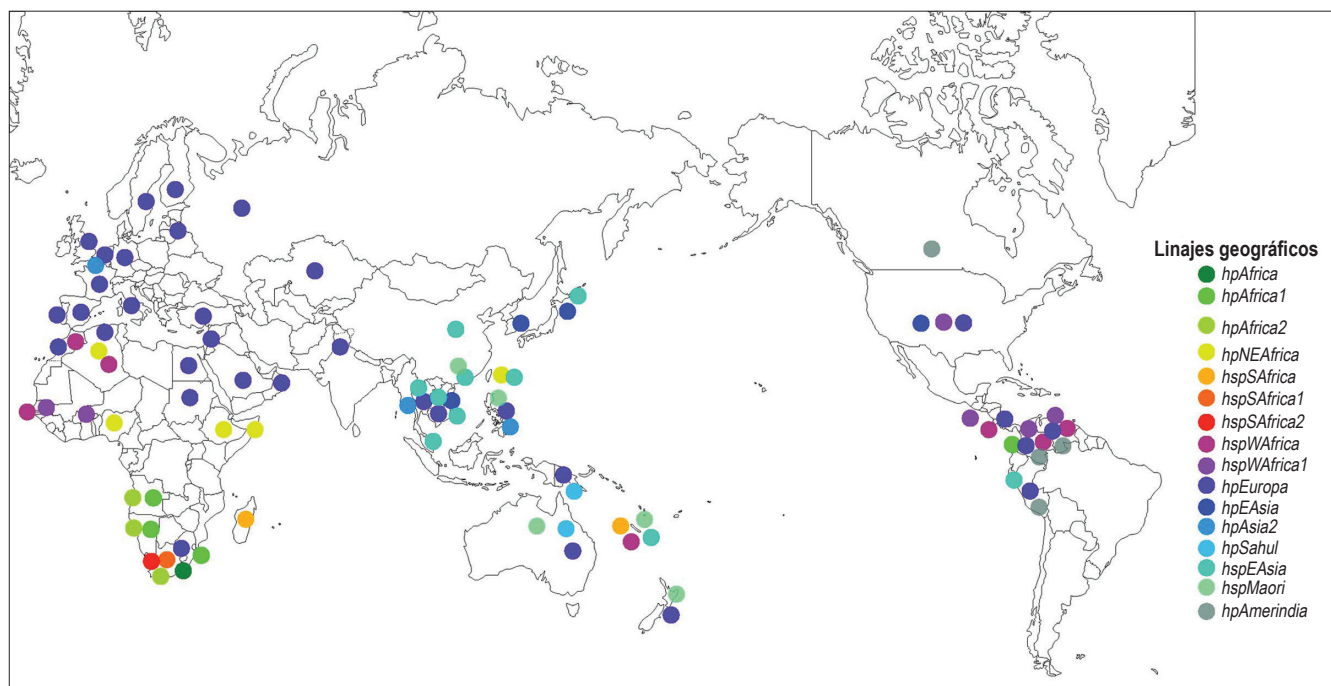 Linajes geográficos
hpAfrica
hpAfrica1
hpAfrica2
hpNEAfrica
hspSAfrica
hspSAfrica1
hspSAfrica2
hspWAfrica
hspWAfrica1
hpEuropa
hpEAsia
hpAsia2
hpSahul
hspEAsia
hspMaori
hpAmerindia